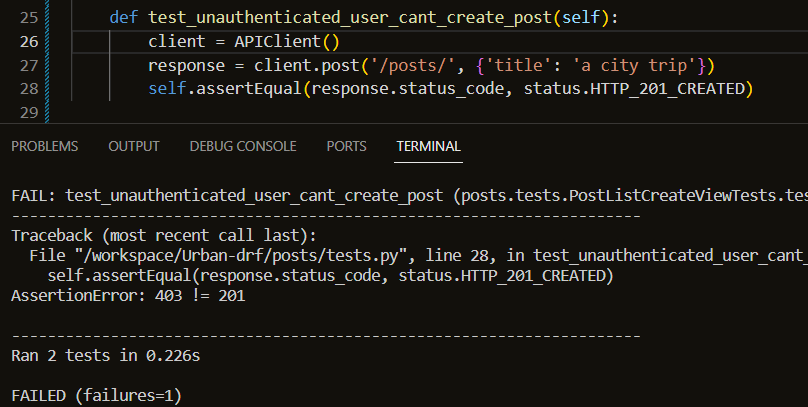 25 def test_unauthenticated_user_cant_create_post(self):
26 client = APIClient()
27 response = client.post('/posts/', {'title': 'a city trip'})
28 self.assertEqual(response.status_code, status.HTTP_201_CREATED)
29
PROBLEMS OUTPUT DEBUG CONSOLE PORTS TERMINAL
FAIL: test_unauthenticated_user_cant_create_post (posts.tests.PostListCreateViewTests.tes
----------------------------------------------------------------------
Traceback (most recent call last):
File "/workspace/Urban-drf/posts/tests.py", line 28, in test_unauthenticated_user_cant_
self.assertEqual(response.status_code, status.HTTP_201_CREATED)
AssertionError: 403 != 201
----------------------------------------------------------------------
Ran 2 tests in 0.226s
FAILED (failures=1)